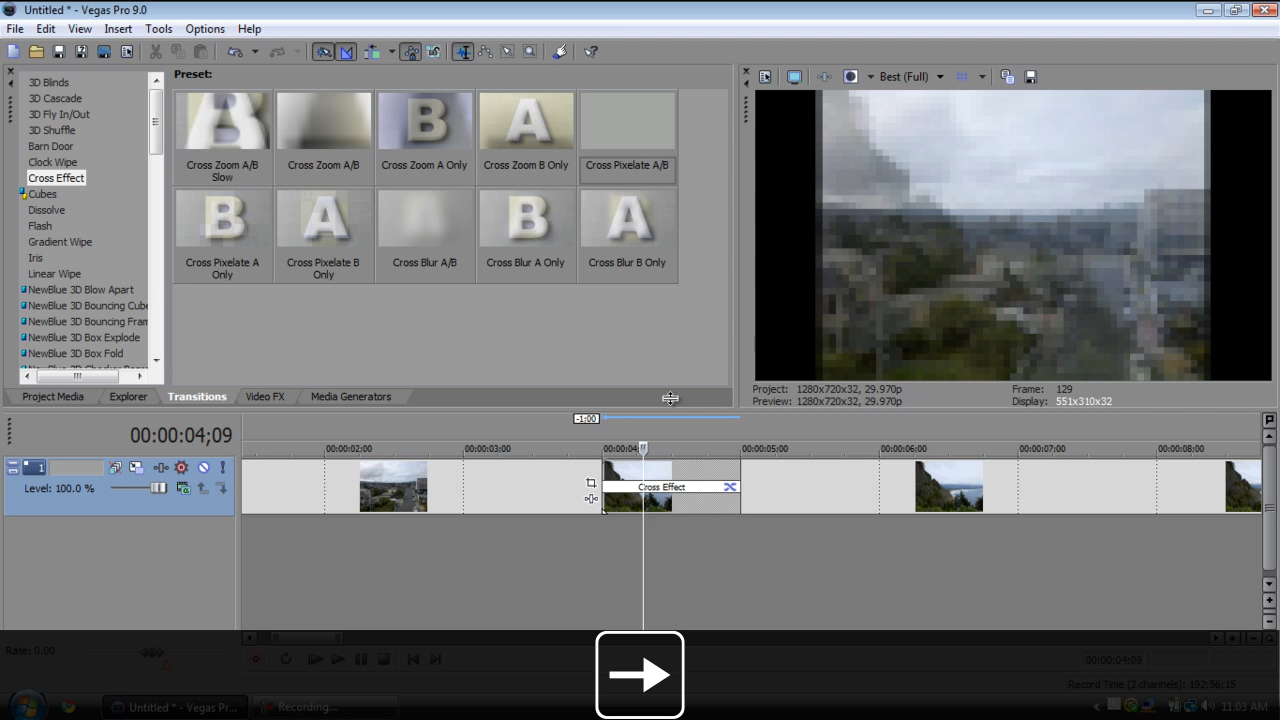 Untitled * - Vegas Pro 9.0
File Edit View Insert Tools Options Help
Preset:
3D Blinds
3D Cascade
3D Fly In/Out
3D Shuffle
Barn Door
Clock Wipe
Cross Effect
Cubes
Dissolve
Flash
Gradient Wipe
Iris
Linear Wipe
NewBlue 3D Blow Apart
NewBlue 3D Bouncing Cube
NewBlue 3D Bouncing Fran
NewBlue 3D Box Explode
NewBlue 3D Box Fold
Cross Zoom A/B Slow
Cross Zoom A/B
Cross Zoom A Only
Cross Zoom B Only
Cross Pixelate A/B
Cross Pixelate A Only
Cross Pixelate B Only
Cross Blur A/B
Cross Blur A Only
Cross Blur B Only
Best (Full)
Project Media Explorer Transitions Video FX Media Generators
Project: 1280x720x32, 29.970p Frame: 129
Preview: 1280x720x32, 29.970p Display: 551x310x32
-1:00
00:00:04;09
00:00:02;00 00:00:03;00 00:00:04 00:00:05;00 00:00:06;00 00:00:07;00 00:00:08;00
1
Level: 100.0 %
Cross Effect
Rate: 0.00
00:00:04;09
Record Time (2 channels): 192:36:15
Untitled * - Vegas Pr...
Recording...
11:03 AM